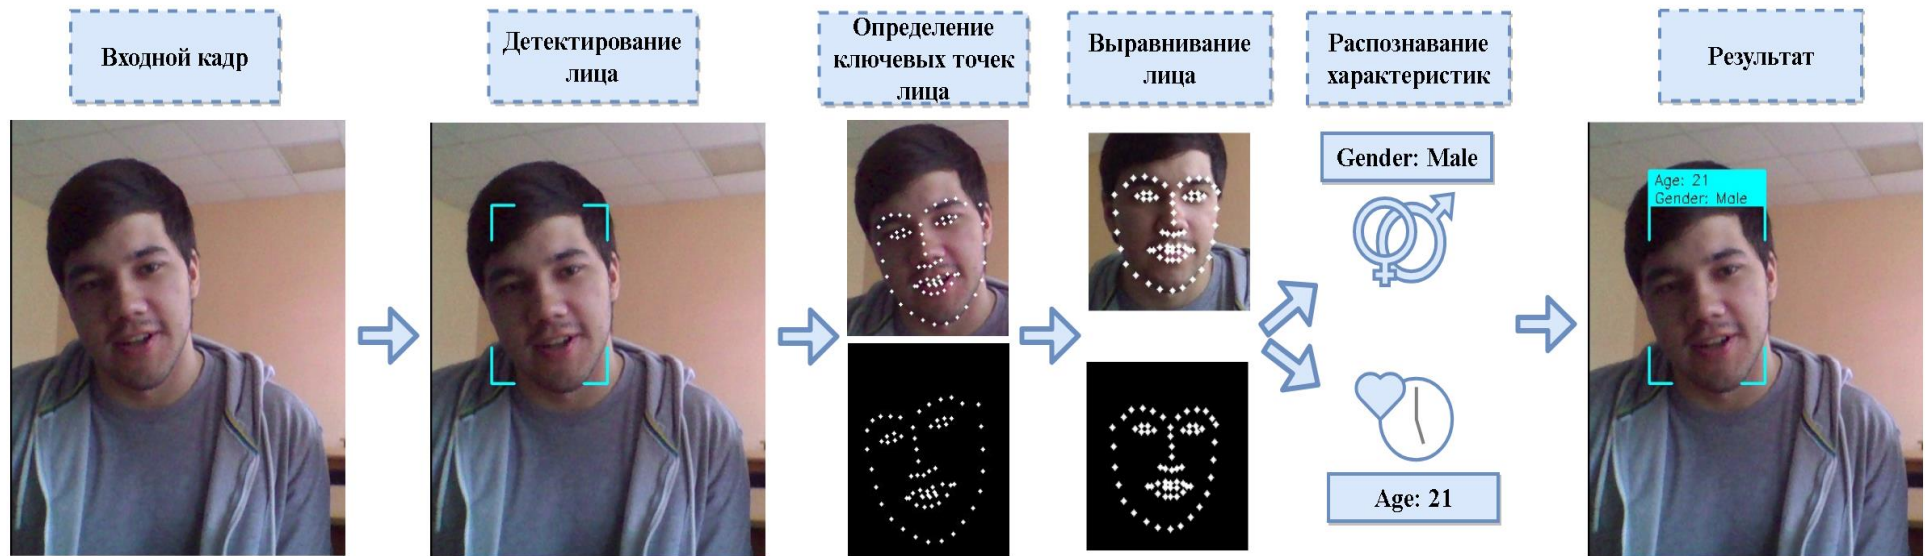 Входной кадр
Детектирование
лица
Определение
ключевых точек
лица
Выравнивание
лица
Распознавание
характеристик
Результат
Gender: Male
Age: 21
Age: 21
Gender: Male